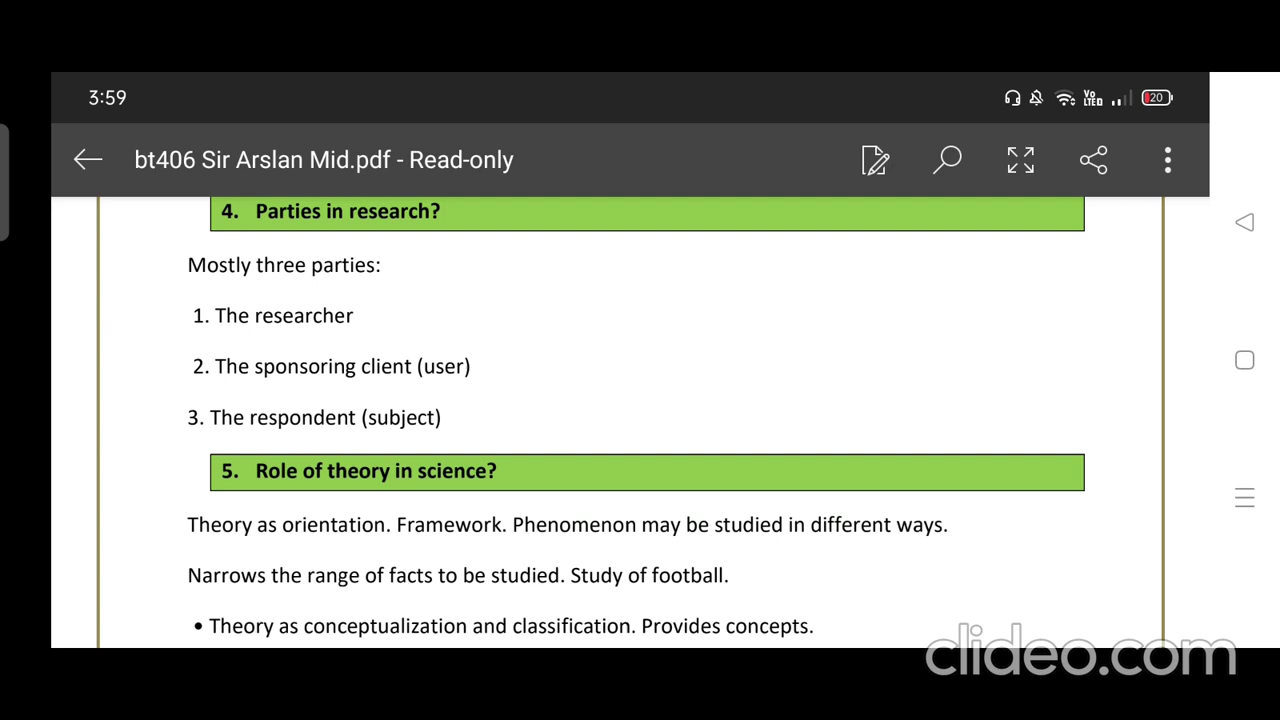 3:59
Vo
LTED
20
bt406 Sir Arslan Mid.pdf - Read-only
4. Parties in research?
Mostly three parties:
1. The researcher
2. The sponsoring client (user)
3. The respondent (subject)
5. Role of theory in science?
Theory as orientation. Framework. Phenomenon may be studied in different ways.
Narrows the range of facts to be studied. Study of football.
• Theory as conceptualization and classification. Provides concepts.
clideo.com